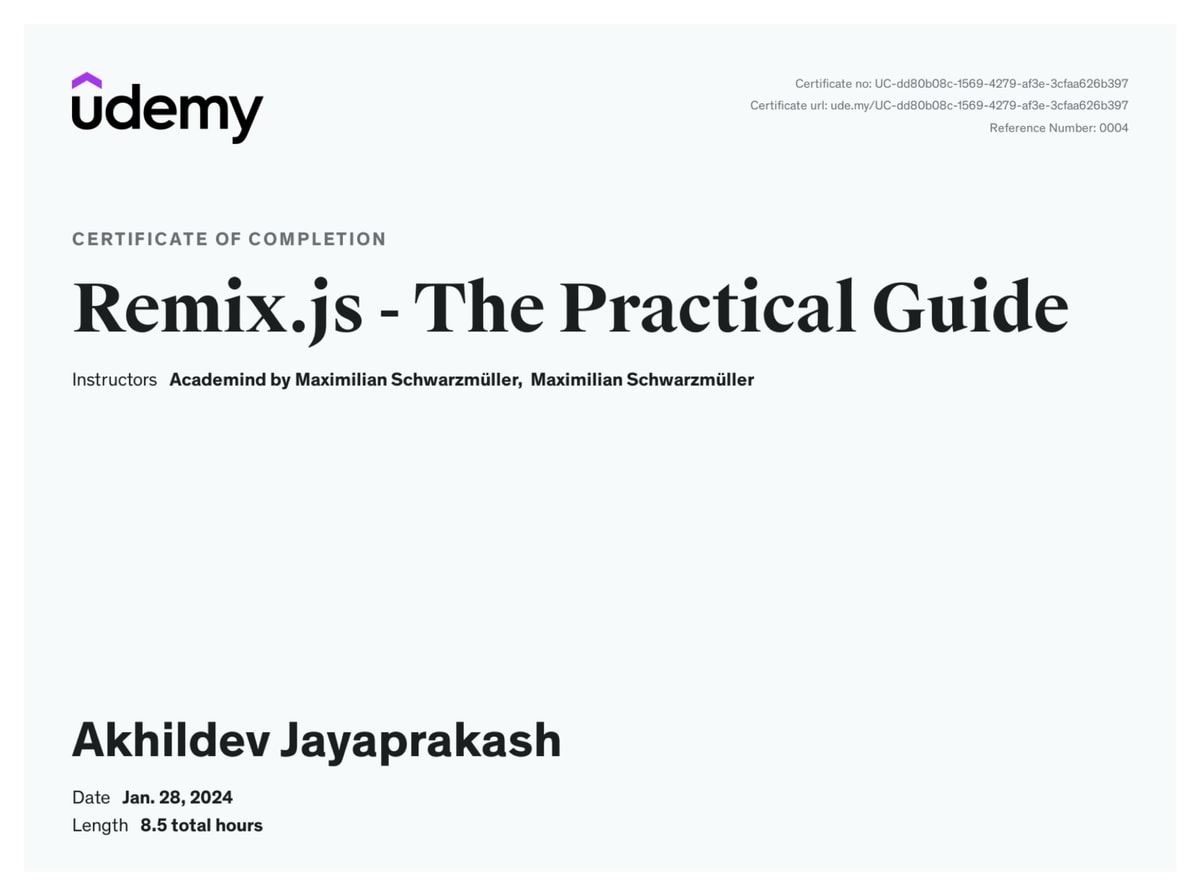 udemy
Certificate no: UC-dd80b08c-1569-4279-af3e-3cfaa626b397
Certificate url: ude.my/UC-dd80b08c-1569-4279-af3e-3cfaa626b397
Reference Number: 0004
CERTIFICATE OF COMPLETION
Remix.js - The Practical Guide
Instructors Academind by Maximilian Schwarzmüller, Maximilian Schwarzmüller
Akhildev Jayaprakash
Date Jan. 28, 2024
Length 8.5 total hours